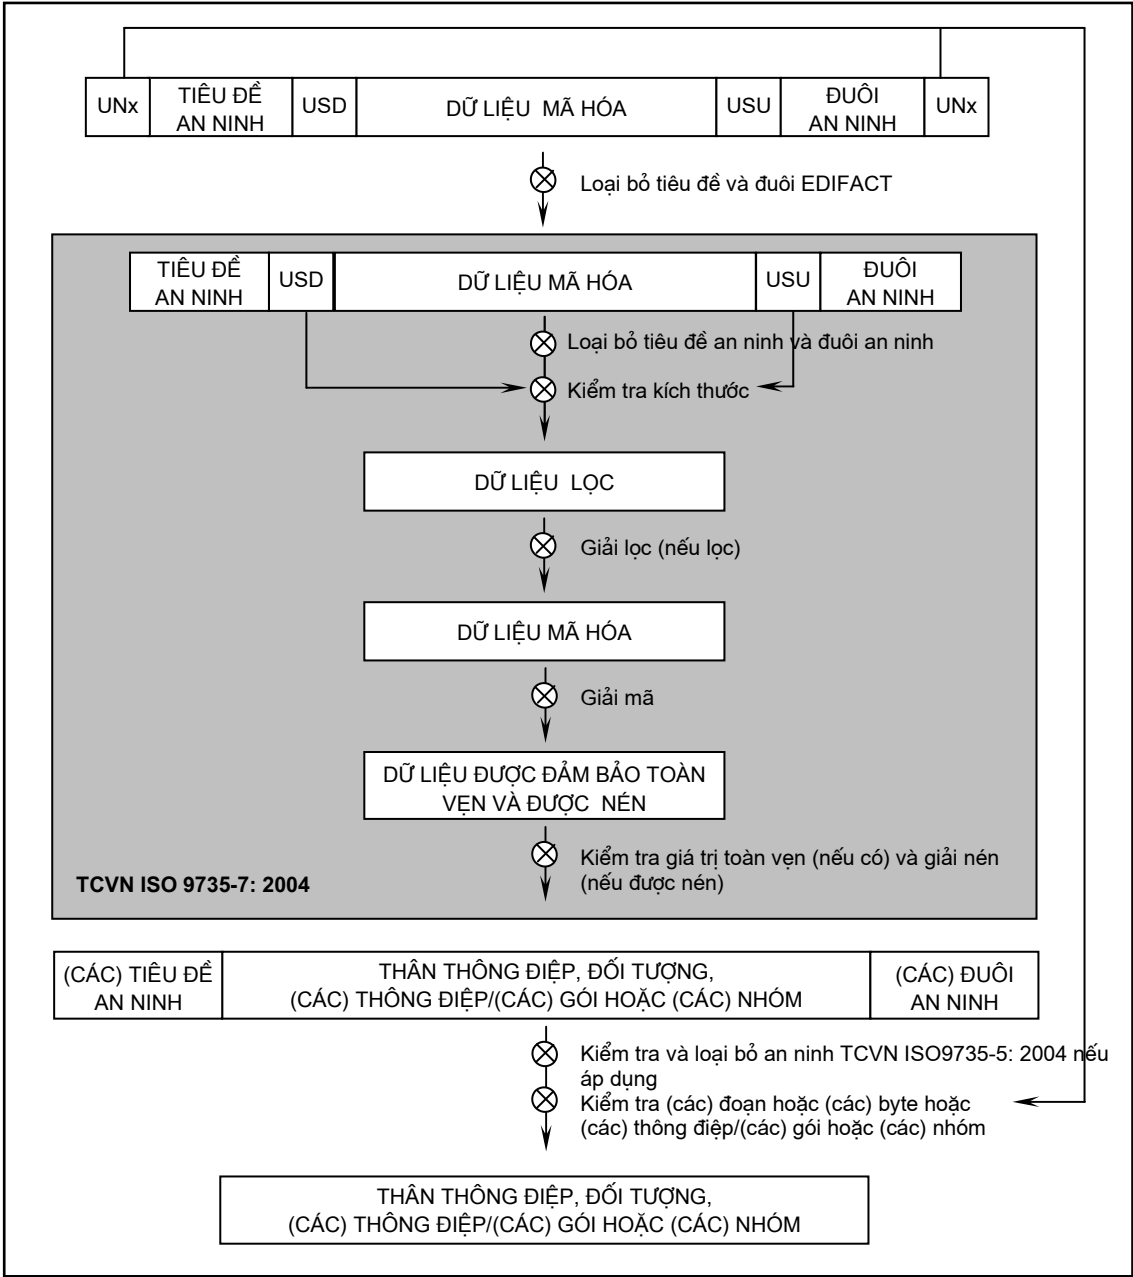 UNx
TIÊU ĐỀ
AN NINH
USD
DỮ LIỆU MÃ HÓA
USU
ĐUÔI
AN NINH
UNx
Loại bỏ tiêu đề và đuôi EDIFACT
TIÊU ĐỀ
AN NINH
USD
DỮ LIỆU MÃ HÓA
USU
ĐUÔI
AN NINH
Loại bỏ tiêu đề an ninh và đuôi an ninh
Kiểm tra kích thước
DỮ LIỆU LỌC
Giải lọc (nếu lọc)
DỮ LIỆU MÃ HÓA
Giải mã
DỮ LIỆU ĐƯỢC ĐẢM BẢO TOÀN
VẸN VÀ ĐƯỢC NÉN
Kiểm tra giá trị toàn vẹn (nếu có) và giải nén
(nếu được nén)
TCVN ISO 9735-7: 2004
(CÁC) TIÊU ĐỀ
AN NINH
THÂN THÔNG ĐIỆP, ĐỐI TƯỢNG,
(CÁC) THÔNG ĐIỆP/(CÁC) GÓI HOẶC (CÁC) NHÓM
(CÁC) ĐUÔI
AN NINH
Kiểm tra và loại bỏ an ninh TCVN ISO9735-5: 2004 nếu
áp dụng
Kiểm tra (các) đoạn hoặc (các) byte hoặc
(các) thông điệp/(các) gói hoặc (các) nhóm
THÂN THÔNG ĐIỆP, ĐỐI TƯỢNG,
(CÁC) THÔNG ĐIỆP/(CÁC) GÓI HOẶC (CÁC) NHÓM